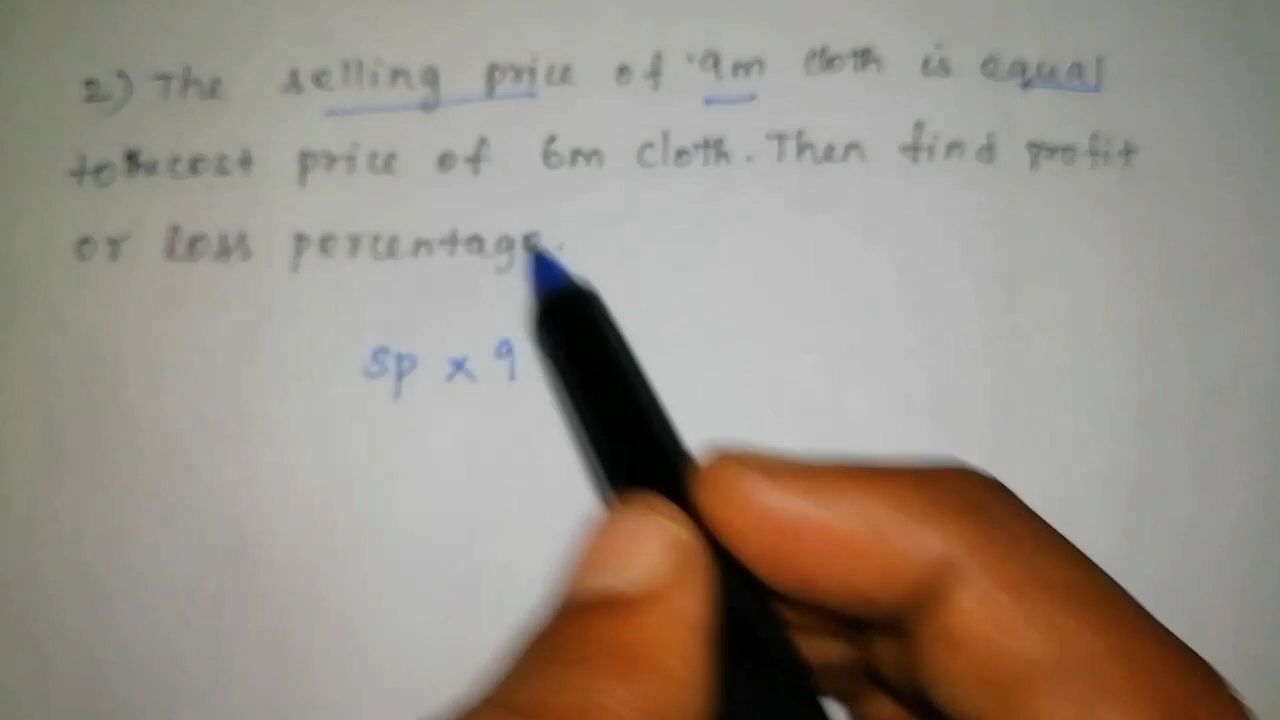 2) The selling price of 9m cloth is equal
to the cost price of 6m cloth. Then find profit
or loss percentage.
SP x 9